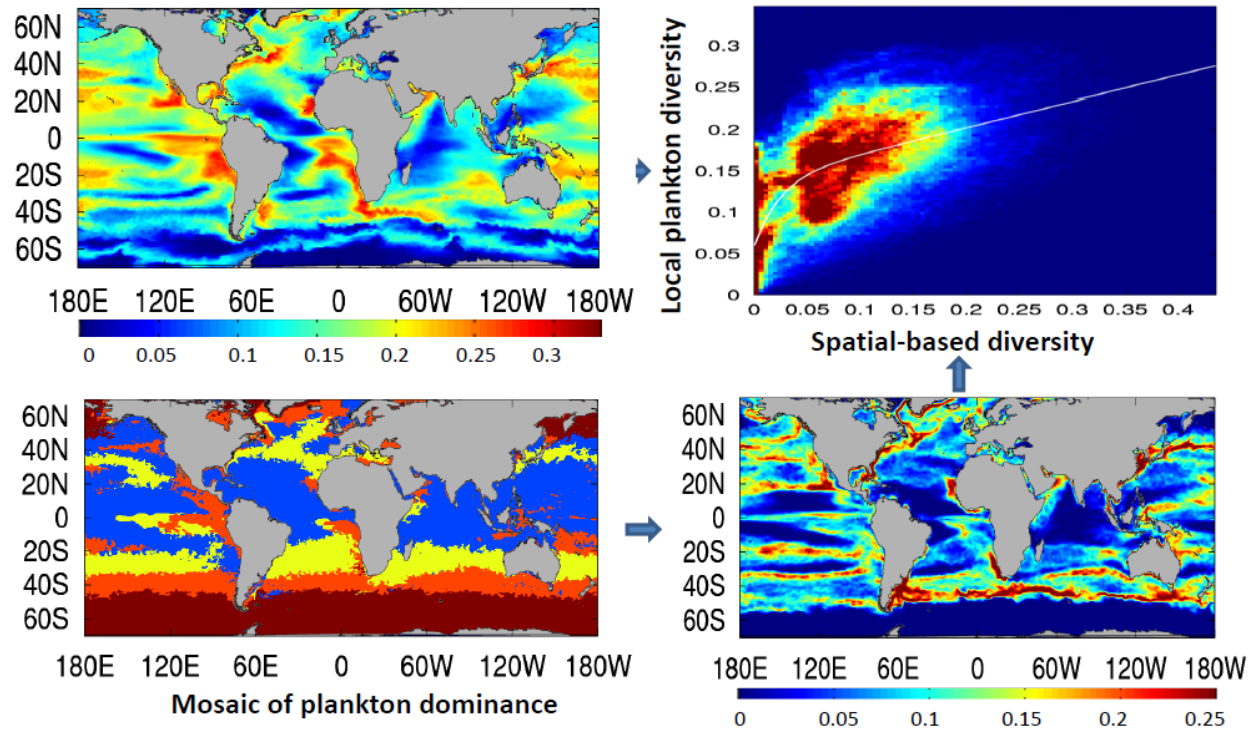 60N
40N
20N
0
20S
40S
60S
180E 120E 60E 0 60W 120W 180W
0 0.05 0.1 0.15 0.2 0.25 0.3
Local plankton diversity
0.3
0.25
0.2
0.15
0.1
0.05
0
0 0.05 0.1 0.15 0.2 0.25 0.3 0.35 0.4
Spatial-based diversity
60N
40N
20N
0
20S
40S
60S
180E 120E 60E 0 60W 120W 180W
Mosaic of plankton dominance
60N
40N
20N
0
20S
40S
60S
180E 120E 60E 0 60W 120W 180W
0 0.05 0.1 0.15 0.2 0.25